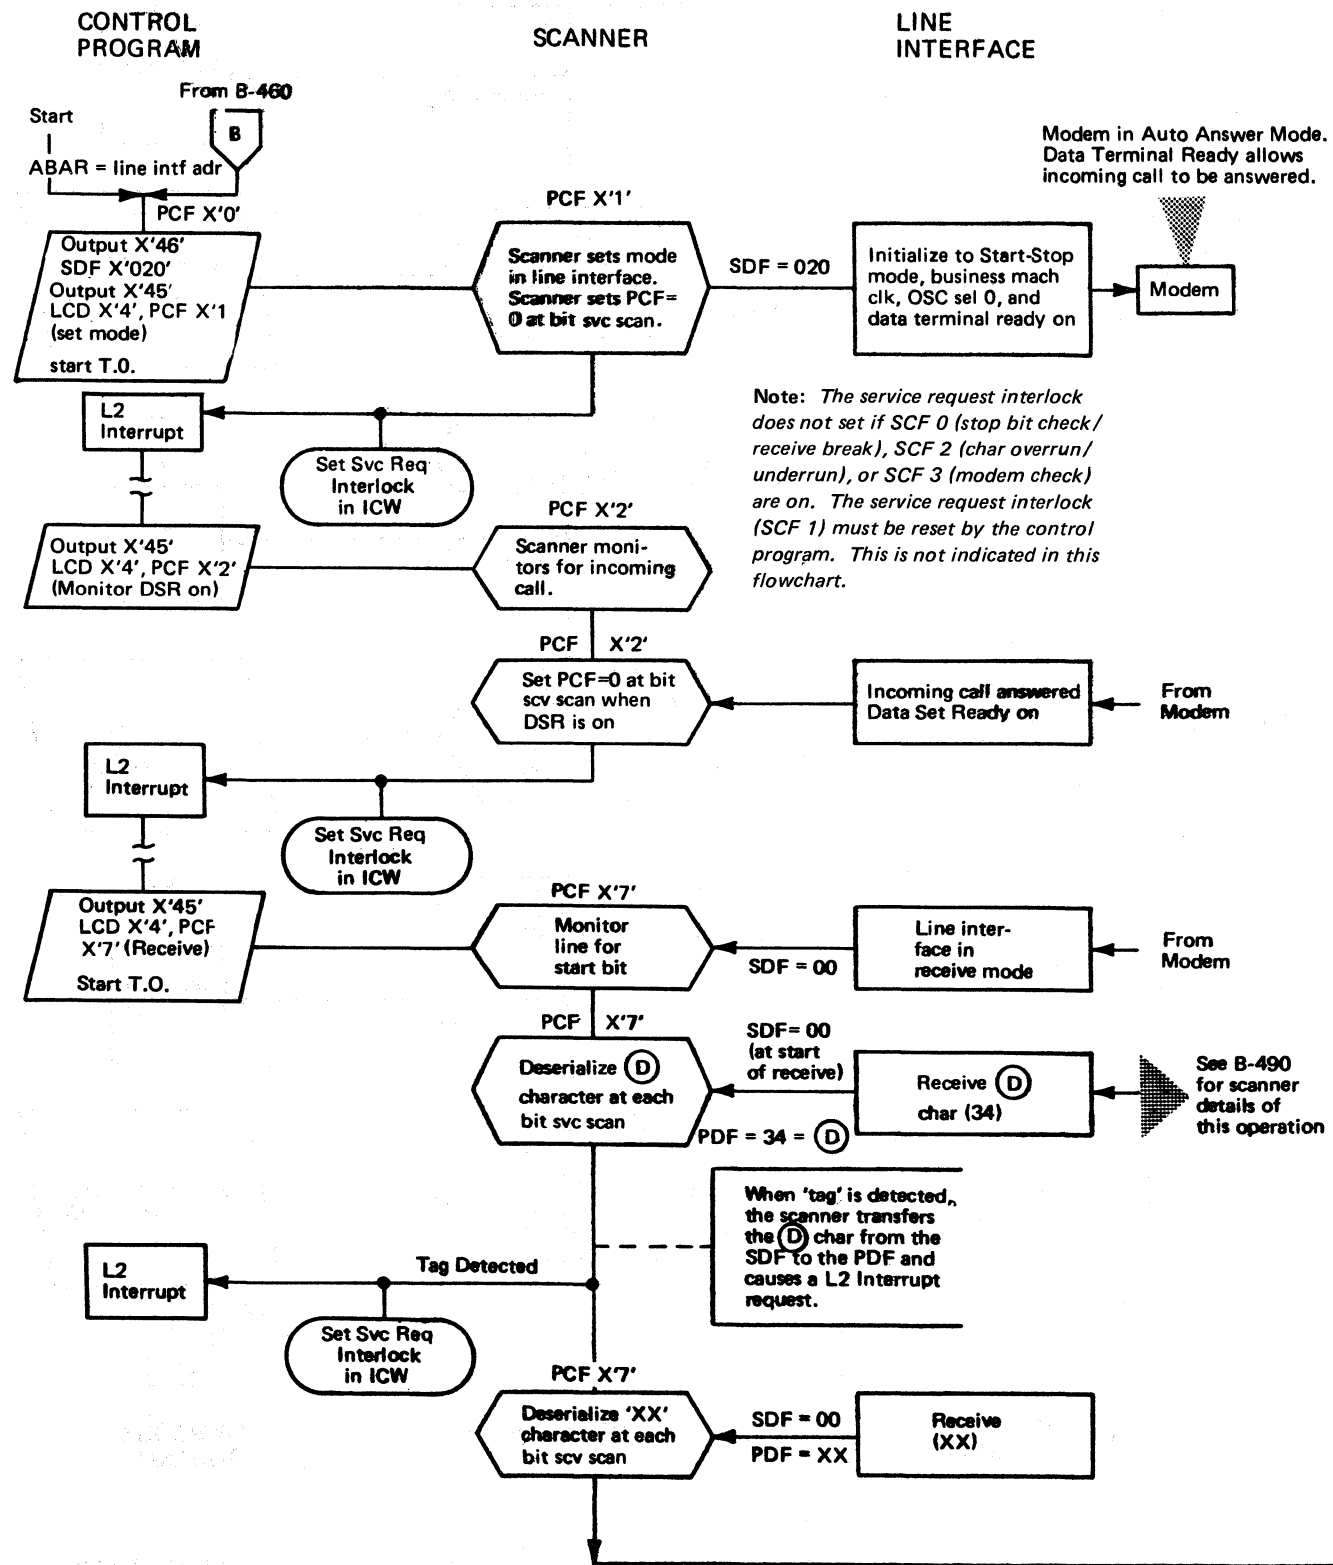 CONTROL
PROGRAM
SCANNER
LINE
INTERFACE
From B-460
Start
B
ABAR = line intf adr
PCF X'0'
Modem in Auto Answer Mode.
Data Terminal Ready allows
incoming call to be answered.
PCF X'1'
Output X'46'
SDF X'020'
Output X'45'
LCD X'4', PCF X'1
(set mode)
start T.O.
Scanner sets mode
in line interface.
Scanner sets PCF=
0 at bit svc scan.
SDF = 020
Initialize to Start-Stop
mode, business mach
clk, OSC sel 0, and
data terminal ready on
Modem
L2
Interrupt
Set Svc Req
Interlock
in ICW
Note: The service request interlock
does not set if SCF 0 (stop bit check/
receive break), SCF 2 (char overrun/
underrun), or SCF 3 (modem check)
are on. The service request interlock
(SCF 1) must be reset by the control
program. This is not indicated in this
flowchart.
PCF X'2'
Output X'45'
LCD X'4', PCF X'2'
(Monitor DSR on)
Scanner moni-
tors for incoming
call.
PCF X'2'
Set PCF=0 at bit
scv scan when
DSR is on
Incoming call answered
Data Set Ready on
From
Modem
L2
Interrupt
Set Svc Req
Interlock
in ICW
PCF X'7'
Output X'45'
LCD X'4', PCF
X'7' (Receive)
Start T.O.
Monitor
line for
start bit
SDF = 00
Line inter-
face in
receive mode
From
Modem
PCF X'7'
Deserialize D
character at each
bit svc scan
SDF= 00
(at start
of receive)
PDF = 34 = D
Receive D
char (34)
See B-490
for scanner
details of
this operation
When 'tag' is detected,
the scanner transfers
the D char from the
SDF to the PDF and
causes a L2 Interrupt
request.
L2
Interrupt
Tag Detected
Set Svc Req
Interlock
in ICW
PCF X'7'
Deserialize 'XX'
character at each
bit scv scan
SDF = 00
PDF = XX
Receive
(XX)